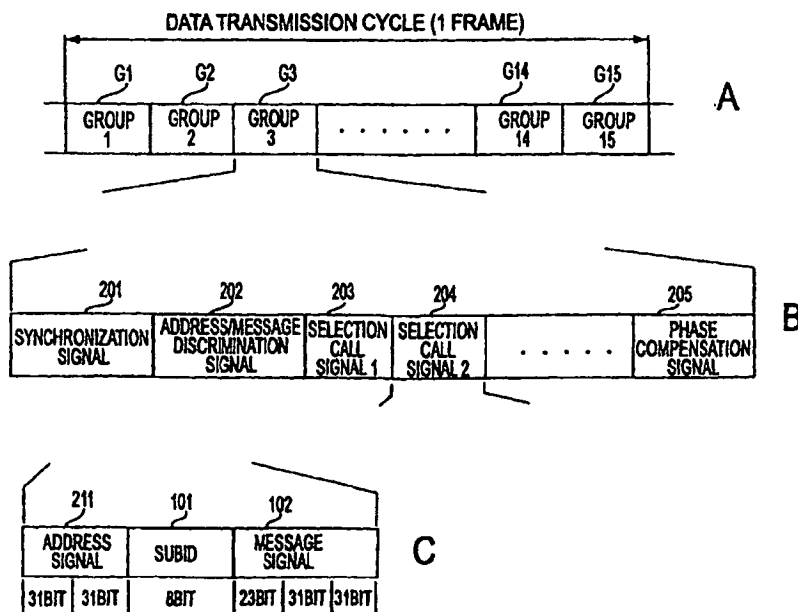 DATA TRANSMISSION CYCLE (1 FRAME)
G1 G2 G3 G14 G15
GROUP 1 GROUP 2 GROUP 3 . . . . . . GROUP 14 GROUP 15
A
201 202 203 204 205
SYNCHRONIZATION SIGNAL ADDRESS/MESSAGE DISCRIMINATION SIGNAL SELECTION CALL SIGNAL 1 SELECTION CALL SIGNAL 2 . . . . . PHASE COMPENSATION SIGNAL
B
211 101 102
ADDRESS SIGNAL SUBID MESSAGE SIGNAL
C
31BIT 31BIT 8BIT 23BIT 31BIT 31BIT